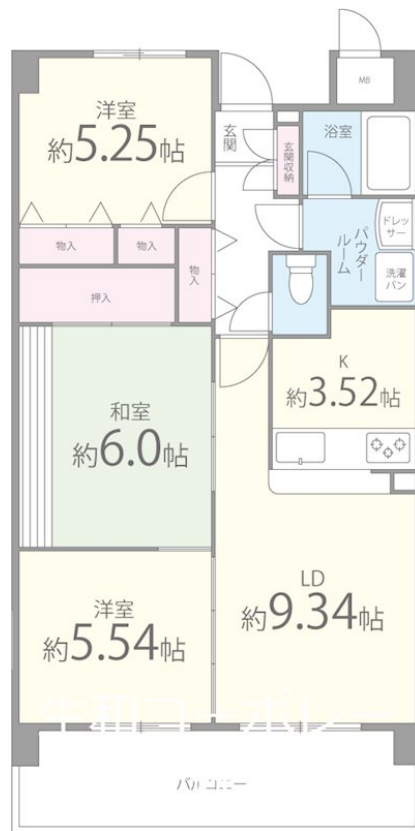 MB
洋室
約5.25帖
玄関
玄関収納
浴室
パウダールーム
ドレッサー
洗濯パン
物入
物入
物入
押入
和室
約6.0帖
K
約3.52帖
洋室
約5.54帖
LD
約9.34帖
バルコニー